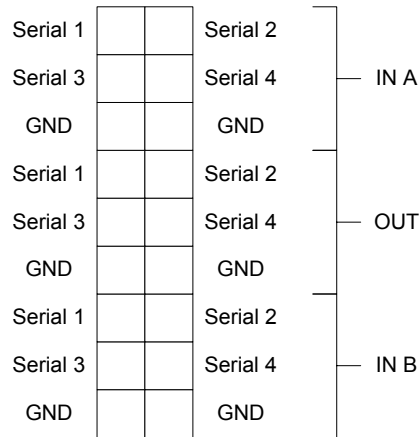 Serial 1 Serial 2
Serial 3 Serial 4 IN A
GND GND
Serial 1 Serial 2
Serial 3 Serial 4 OUT
GND GND
Serial 1 Serial 2
Serial 3 Serial 4 IN B
GND GND